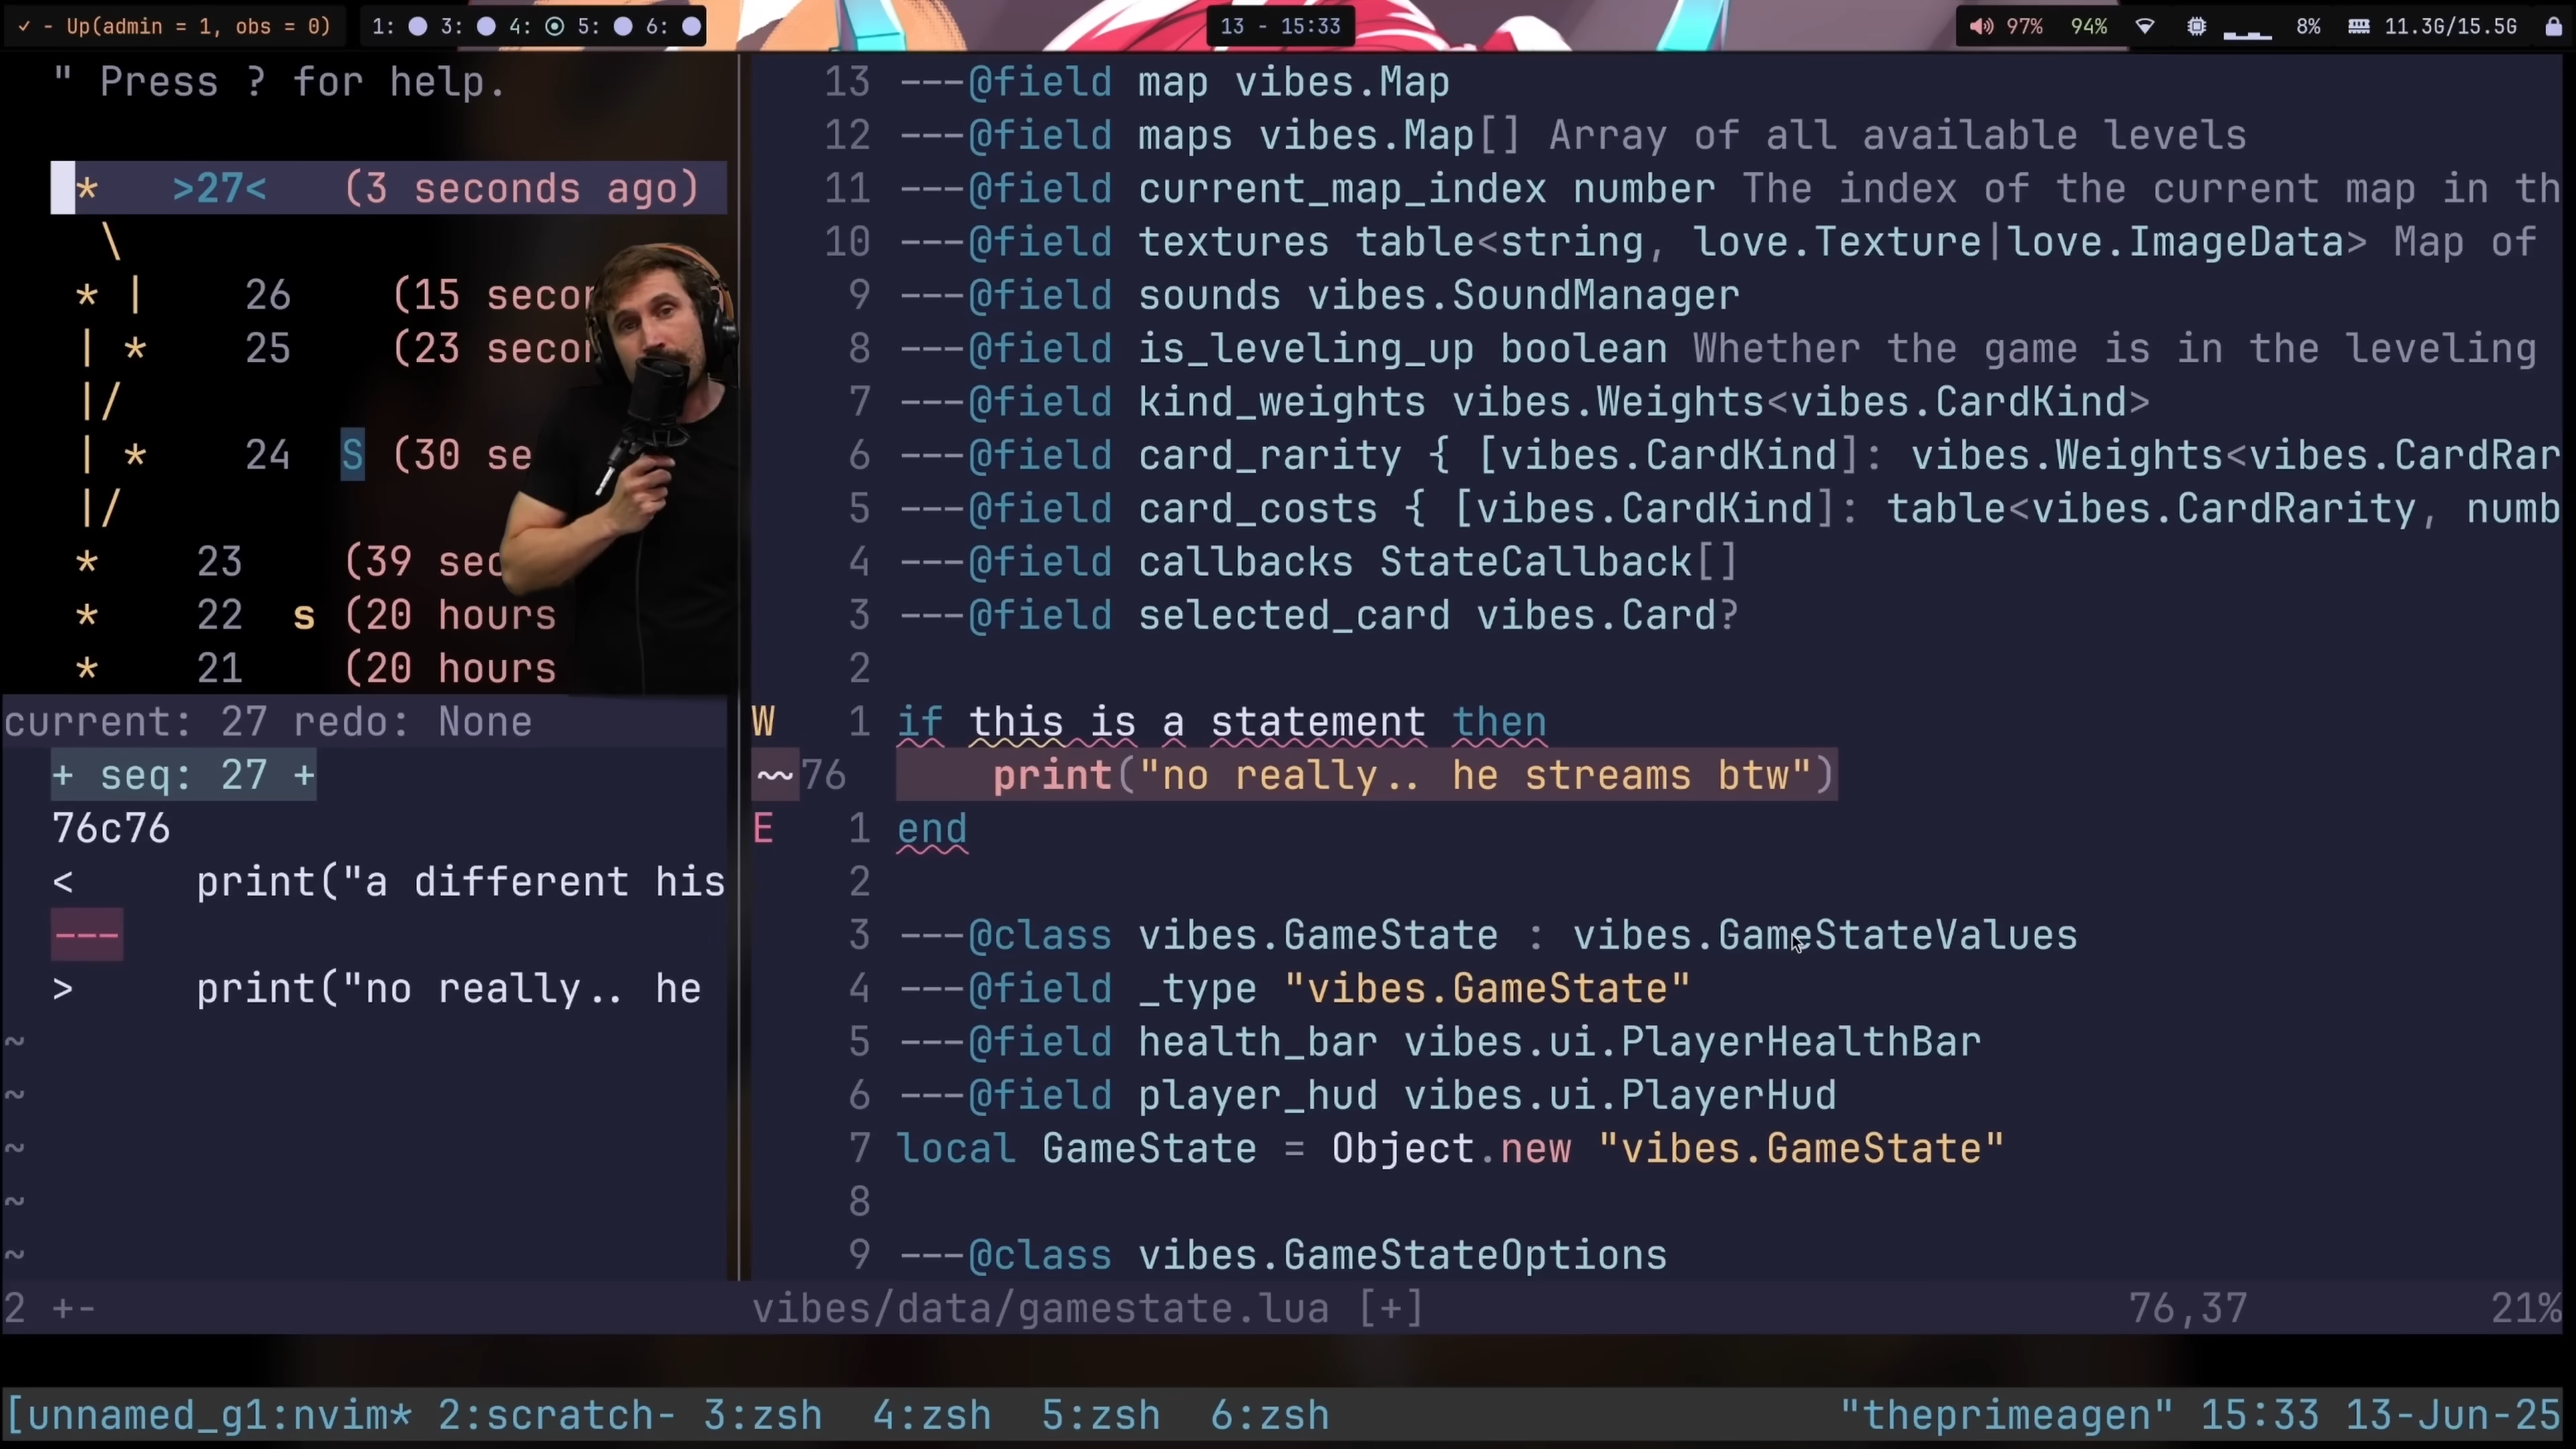 ✓ - Up(admin = 1, obs = 0)
1: 3: 4: 5: 6:
13 - 15:33
97% 94% 8% 11.3G/15.5G
" Press ? for help.
* >27< (3 seconds ago)
\
* | 26 (15 secon
| * 25 (23 secon
|/
| * 24 S (30 se
|/
* 23 (39 sec
* 22 s (20 hours
* 21 (20 hours
current: 27 redo: None
+ seq: 27 +
76c76
< print("a different his
---
> print("no really.. he
~
~
~
~
~
2 +-
13 ---@field map vibes.Map
12 ---@field maps vibes.Map[] Array of all available levels
11 ---@field current_map_index number The index of the current map in th
10 ---@field textures table<string, love.Texture|love.ImageData> Map of
9 ---@field sounds vibes.SoundManager
8 ---@field is_leveling_up boolean Whether the game is in the leveling
7 ---@field kind_weights vibes.Weights<vibes.CardKind>
6 ---@field card_rarity { [vibes.CardKind]: vibes.Weights<vibes.CardRar
5 ---@field card_costs { [vibes.CardKind]: table<vibes.CardRarity, numb
4 ---@field callbacks StateCallback[]
3 ---@field selected_card vibes.Card?
2
W 1 if this is a statement then
~~ 76 print("no really.. he streams btw")
E 1 end
2
3 ---@class vibes.GameState : vibes.GameStateValues
4 ---@field _type "vibes.GameState"
5 ---@field health_bar vibes.ui.PlayerHealthBar
6 ---@field player_hud vibes.ui.PlayerHud
7 local GameState = Object.new "vibes.GameState"
8
9 ---@class vibes.GameStateOptions
vibes/data/gamestate.lua [+] 76,37 21%
[unnamed_g1:nvim* 2:scratch- 3:zsh 4:zsh 5:zsh 6:zsh "theprimeagen" 15:33 13-Jun-25